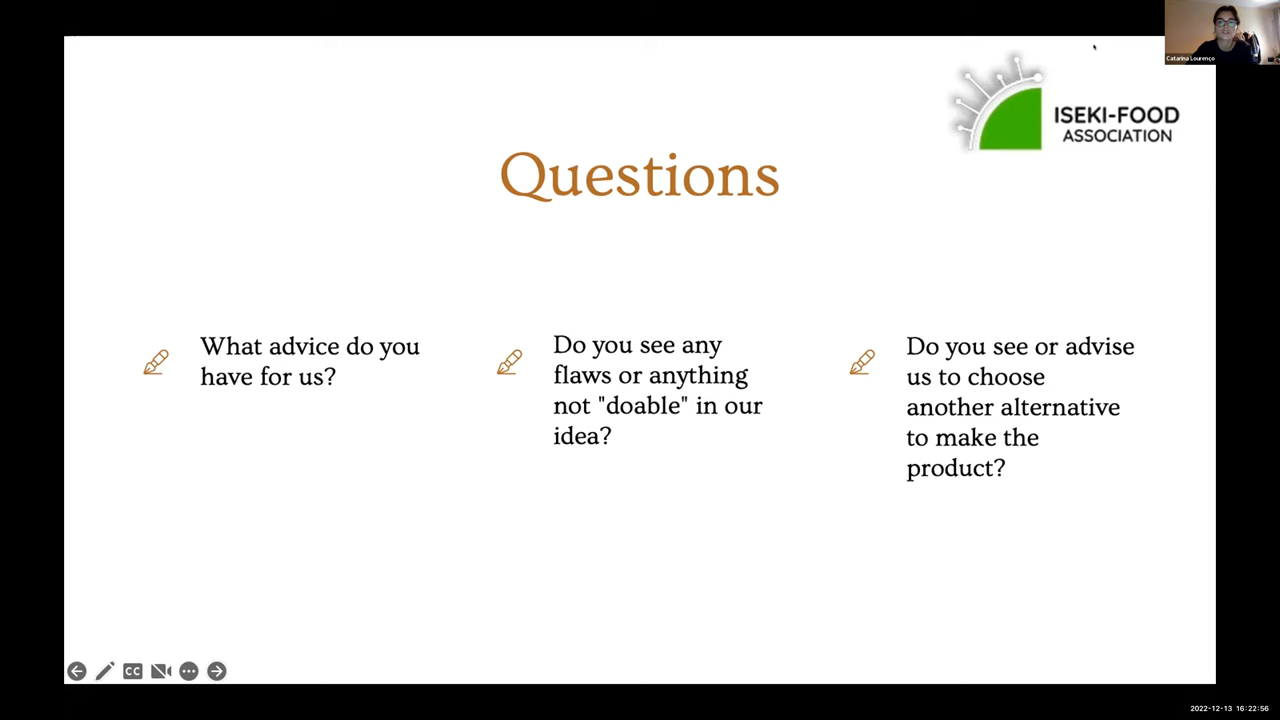 Catarina Lourenço
ISEKI-FOOD
ASSOCIATION
Questions
What advice do you
have for us?
Do you see any
flaws or anything
not "doable" in our
idea?
Do you see or advise
us to choose
another alternative
to make the
product?
CC
2022-12-13 16:22:56